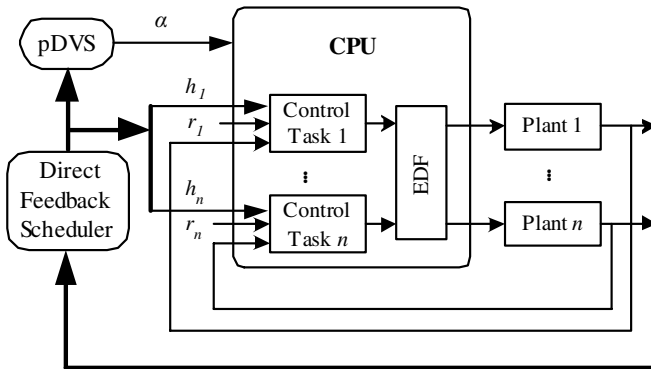 pDVS
α
CPU
h1
r1
Control
Task 1
EDF
Plant 1
Direct
Feedback
Scheduler
...
...
hn
rn
Control
Task n
Plant n